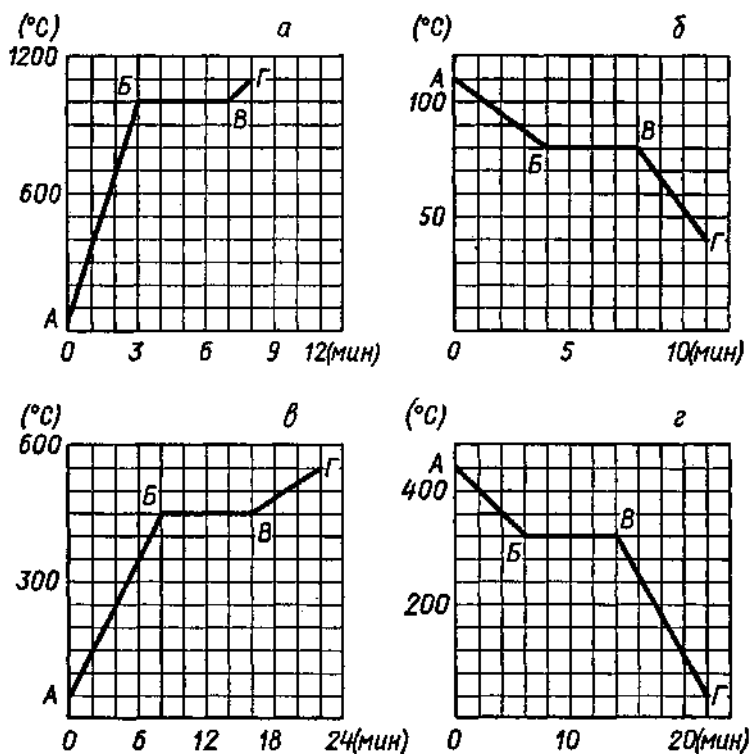 (°C) а
1200
Б Г
В
600
А
0 3 6 9 12(мин)
(°C) б
А
100
В
Б
50
Г
0 5 10(мин)
(°C) в
600
Г
Б
В
300
А
0 6 12 18 24(мин)
(°C) г
А
400
В
Б
200
Г
0 10 20(мин)